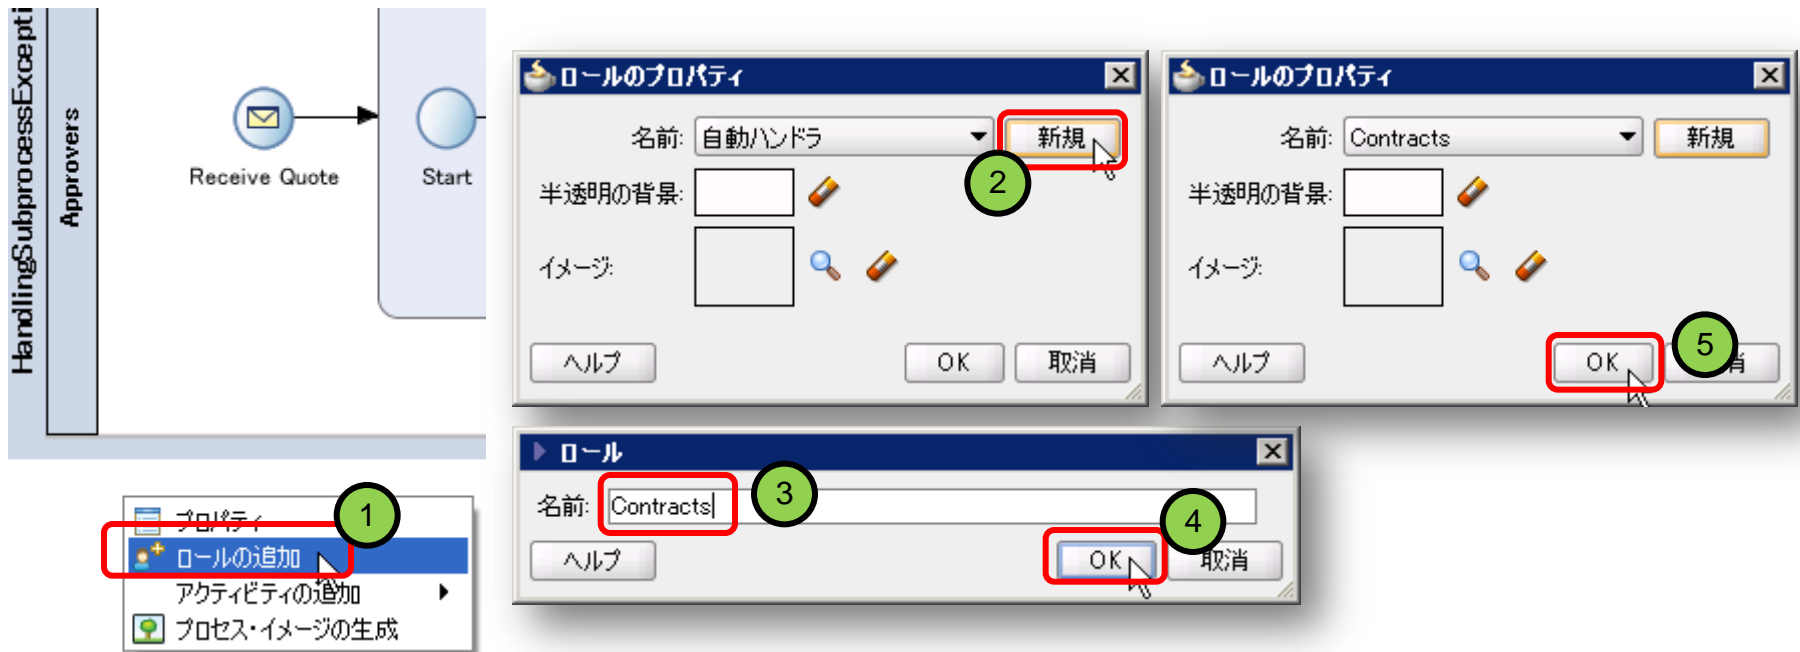 HandlingSubprocessExcepti
Approvers
Receive Quote
Start
1
プロパティ
ロールの追加
アクティビティの追加
プロセス・イメージの生成
ロールのプロパティ
名前: 自動ハンドラ 新規
2
半透明の背景:
イメージ:
ヘルプ OK 取消
ロールのプロパティ
名前: Contracts 新規
半透明の背景:
イメージ:
ヘルプ OK 消
5
ロール
名前: Contracts
3
4
ヘルプ OK 取消